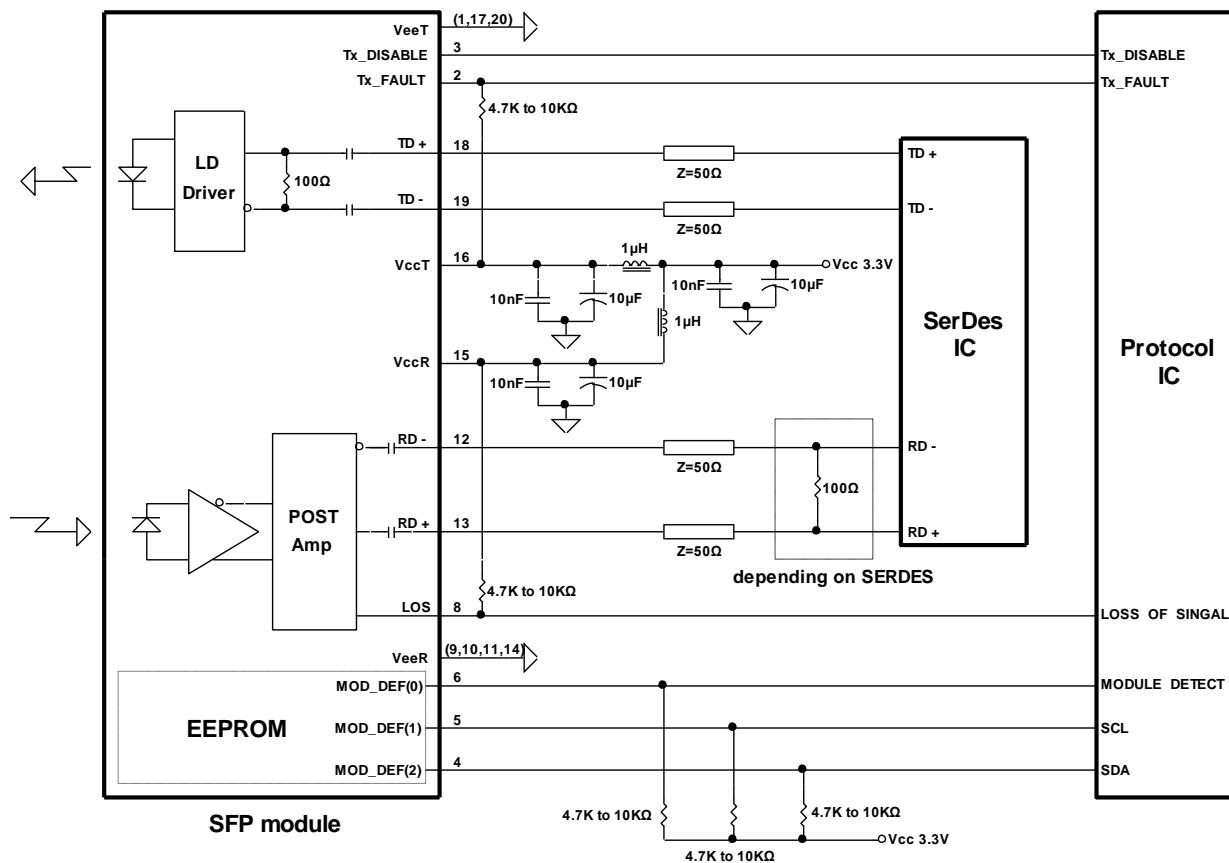 VeeT (1,17,20)
Tx_DISABLE 3 Tx_DISABLE
Tx_FAULT 2 Tx_FAULT
4.7K to 10KΩ
TD + 18 TD +
Z=50Ω
LD
Driver
100Ω
TD - 19 TD -
Z=50Ω
1µH
VccT 16 Vcc 3.3V
10nF 10µF 10nF 10µF
1µH
SerDes
IC
Protocol
IC
VccR 15
10nF 10µF
RD - 12 RD -
Z=50Ω
100Ω
POST
Amp
RD + 13 RD +
Z=50Ω
depending on SERDES
4.7K to 10KΩ
LOS 8 LOSS OF SINGAL
VeeR (9,10,11,14)
MOD_DEF(0) 6 MODULE DETECT
EEPROM
MOD_DEF(1) 5 SCL
MOD_DEF(2) 4 SDA
4.7K to 10KΩ 4.7K to 10KΩ
SFP module
Vcc 3.3V
4.7K to 10KΩ